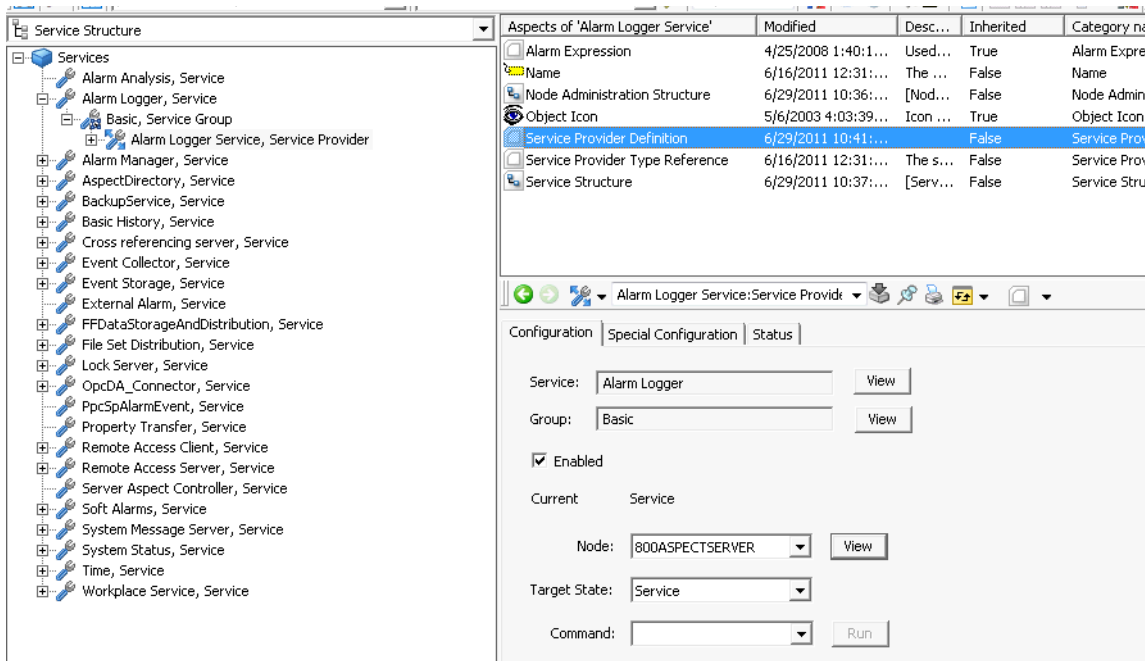 Service Structure
Services
Alarm Analysis, Service
Alarm Logger, Service
Basic, Service Group
Alarm Logger Service, Service Provider
Alarm Manager, Service
AspectDirectory, Service
BackupService, Service
Basic History, Service
Cross referencing server, Service
Event Collector, Service
Event Storage, Service
External Alarm, Service
FFDataStorageAndDistribution, Service
File Set Distribution, Service
Lock Server, Service
OpcDA_Connector, Service
PpcSpAlarmEvent, Service
Property Transfer, Service
Remote Access Client, Service
Remote Access Server, Service
Server Aspect Controller, Service
Soft Alarms, Service
System Message Server, Service
System Status, Service
Time, Service
Workplace Service, Service
Aspects of 'Alarm Logger Service' Modified Desc... Inherited Category na
Alarm Expression 4/25/2008 1:40:1... Used... True Alarm Expre
Name 6/16/2011 12:31:... The ... False Name
Node Administration Structure 6/29/2011 10:36:... [Nod... False Node Admin
Object Icon 5/6/2003 4:03:39... Icon ... True Object Icon
Service Provider Definition 6/29/2011 10:41:... False Service Prov
Service Provider Type Reference 6/16/2011 12:31:... The s... False Service Prov
Service Structure 6/29/2011 10:37:... [Serv... False Service Stru
Alarm Logger Service:Service Provide
Configuration Special Configuration Status
Service: Alarm Logger View
Group: Basic View
Enabled
Current Service
Node: 800ASPECTSERVER View
Target State: Service
Command: Run